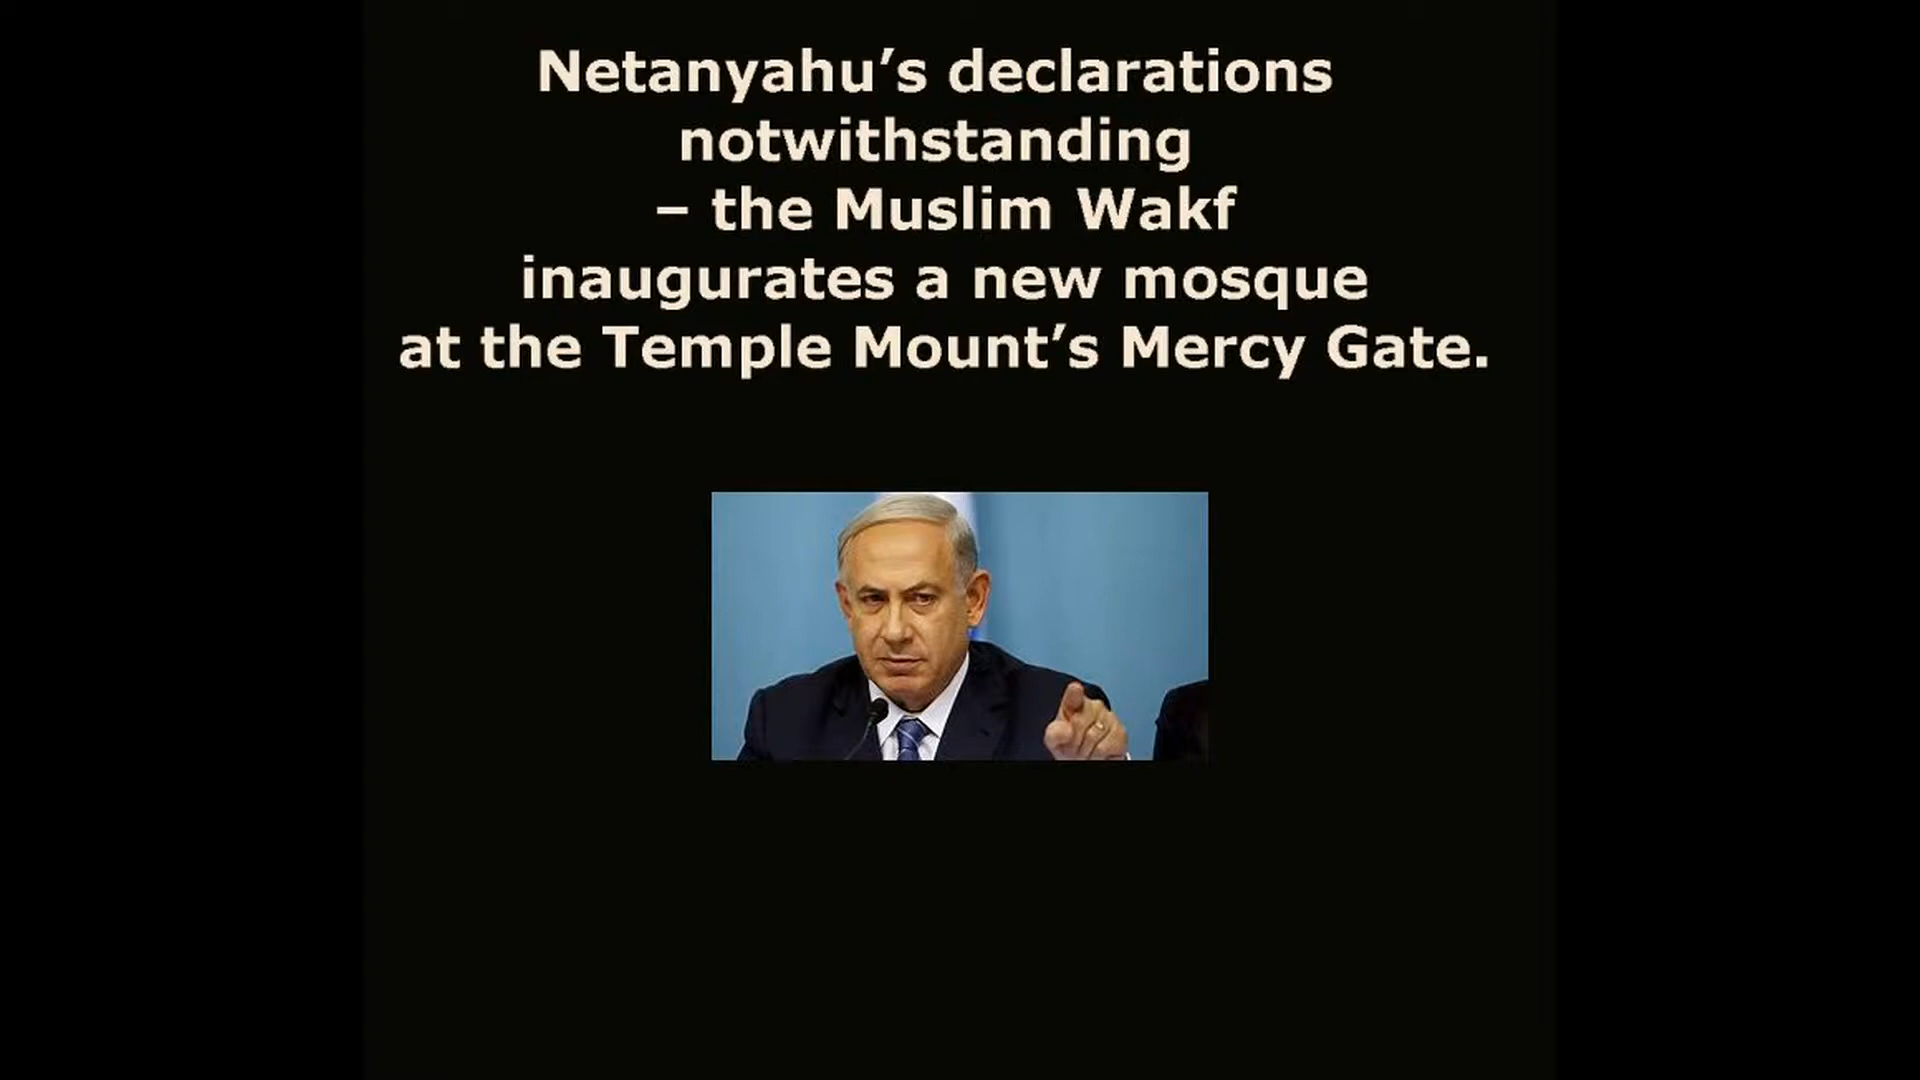 Netanyahu’s declarations
notwithstanding
– the Muslim Wakf
inaugurates a new mosque
at the Temple Mount’s Mercy Gate.